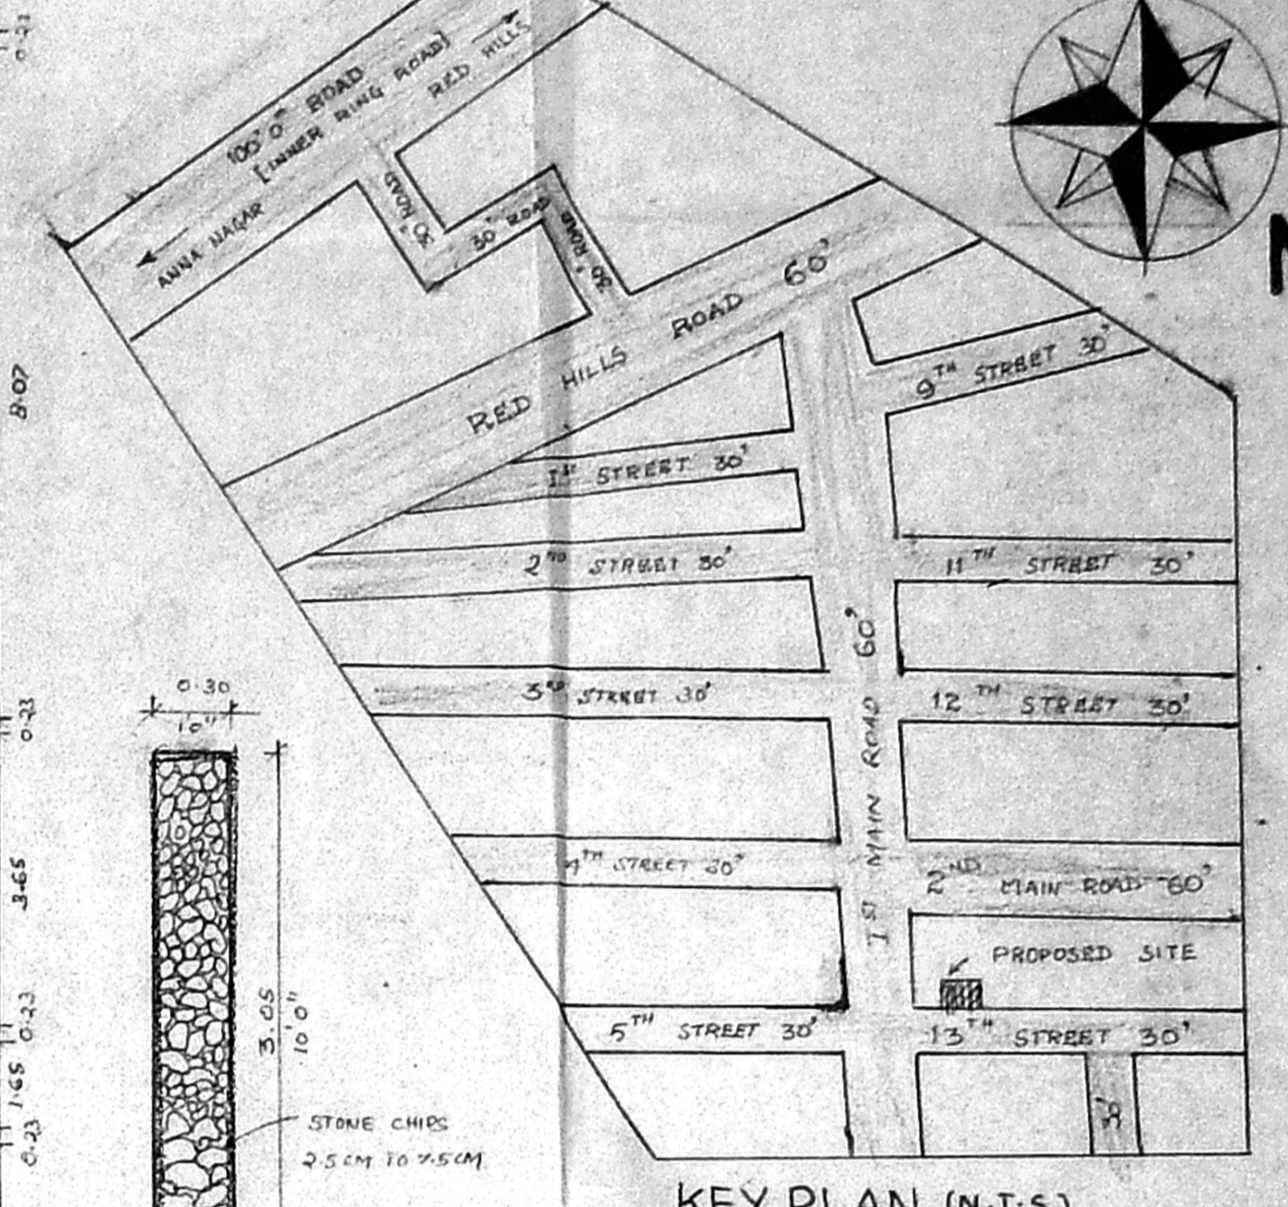 100' 0" ROAD
[INNER RING ROAD]
RED HILLS
ANNA NAGAR
30' ROAD
30' ROAD
30' ROAD
RED HILLS ROAD 60'
9TH STREET 30'
1ST STREET 30'
2ND STREET 30'
11TH STREET 30'
3RD STREET 30'
12TH STREET 30'
1ST MAIN ROAD 60'
4TH STREET 30'
2ND MAIN ROAD 60'
PROPOSED SITE
5TH STREET 30'
13TH STREET 30'
KEY PLAN (N.T.S)
N
0.30
10"
3.05
10'0"
STONE CHIPS
2.5CM TO 7.5CM
0.23
8.07
0.23
3.65
0.23
1.65
0.23